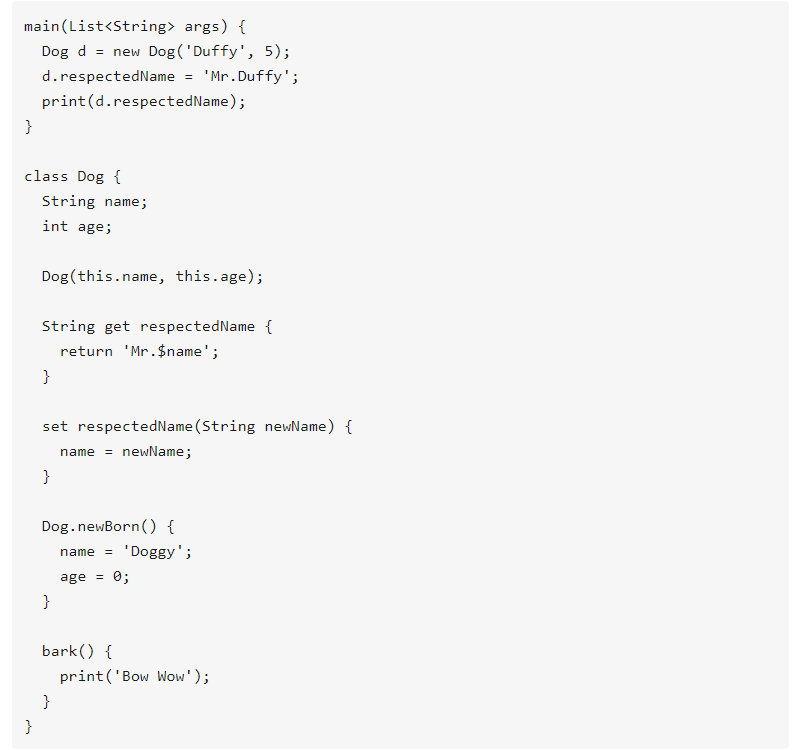 main(List<String> args) {
  Dog d = new Dog('Duffy', 5);
  d.respectedName = 'Mr.Duffy';
  print(d.respectedName);
}

class Dog {
  String name;
  int age;

  Dog(this.name, this.age);

  String get respectedName {
    return 'Mr.$name';
  }

  set respectedName(String newName) {
    name = newName;
  }

  Dog.newBorn() {
    name = 'Doggy';
    age = 0;
  }

  bark() {
    print('Bow Wow');
  }
}